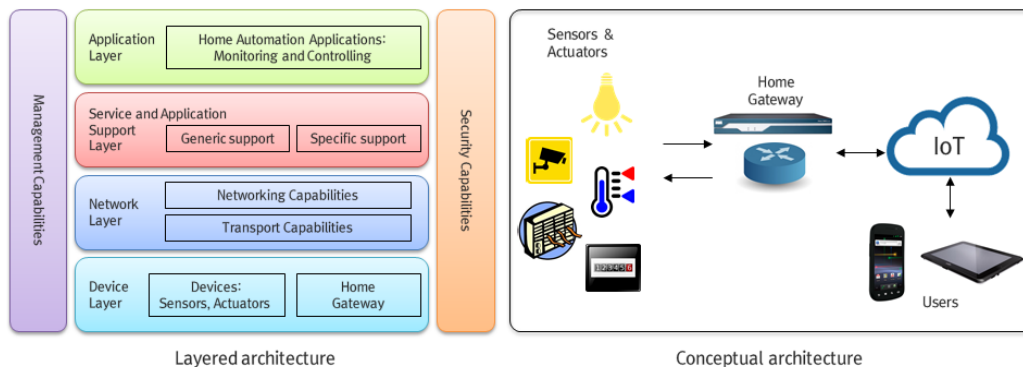 Management Capabilities
Application
Layer
Home Automation Applications:
Monitoring and Controlling
Service and Application
Support
Layer
Generic support
Specific support
Network
Layer
Networking Capabilities
Transport Capabilities
Device
Layer
Devices:
Sensors, Actuators
Home
Gateway
Security Capabilities
Layered architecture
Sensors &
Actuators
Home
Gateway
IoT
123456
Users
Conceptual architecture